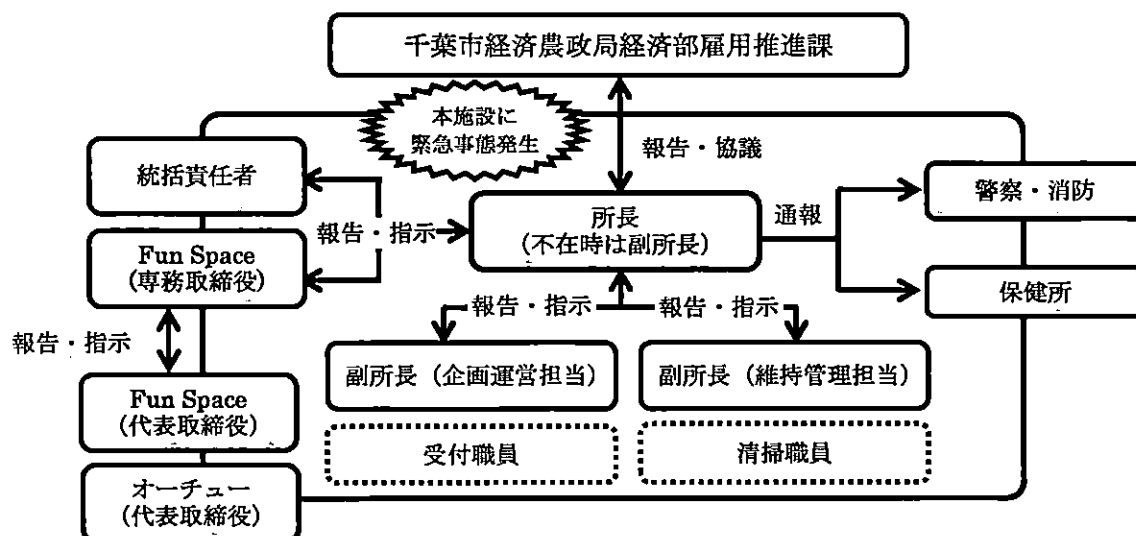 千葉市経済農政局経済部雇用推進課
本施設に
緊急事態発生
報告・協議
統括責任者
警察・消防
報告・指示
所長
(不在時は副所長)
通報
Fun Space
(専務取締役)
保健所
報告・指示
報告・指示
報告・指示
副所長（企画運営担当）
副所長（維持管理担当）
Fun Space
(代表取締役)
受付職員
清掃職員
オーチュー
(代表取締役)